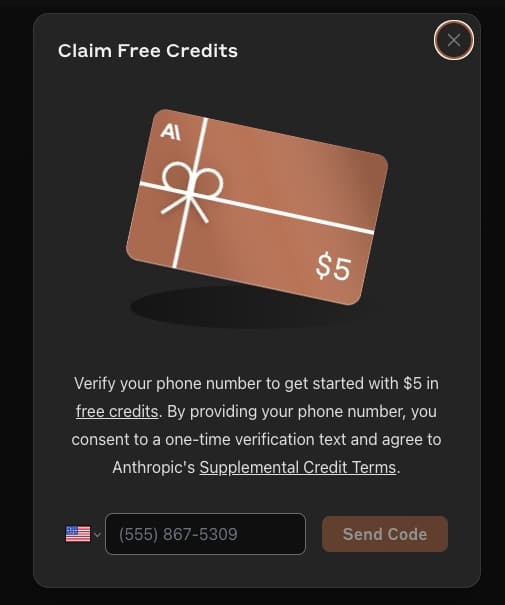 Claim Free Credits
A\
$5
Verify your phone number to get started with $5 in
free credits. By providing your phone number, you
consent to a one-time verification text and agree to
Anthropic's Supplemental Credit Terms.
(555) 867-5309
Send Code